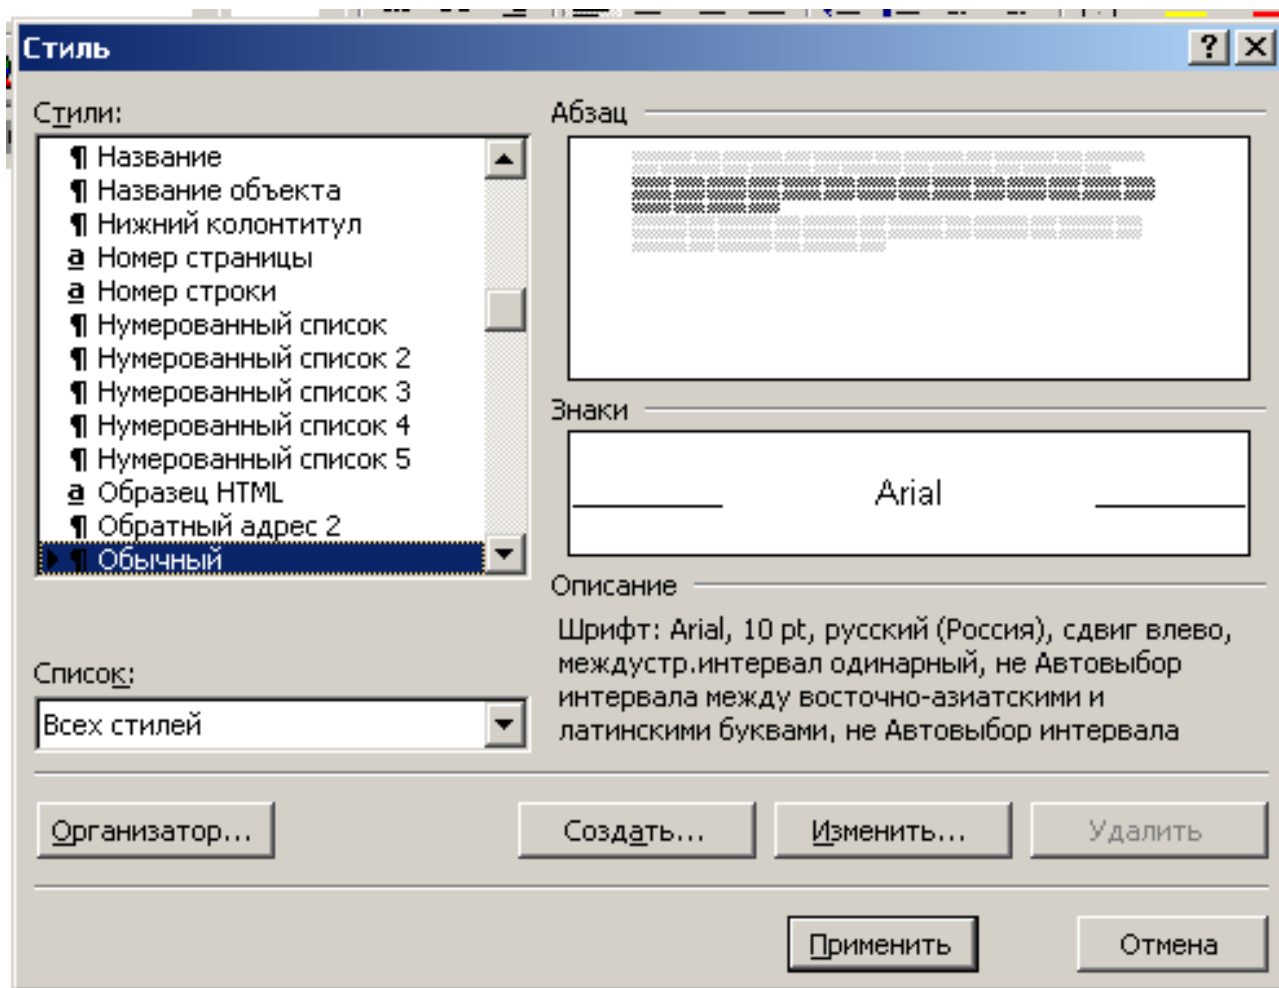 Стиль
Стили:
¶ Название
¶ Название объекта
¶ Нижний колонтитул
a Номер страницы
a Номер строки
¶ Нумерованный список
¶ Нумерованный список 2
¶ Нумерованный список 3
¶ Нумерованный список 4
¶ Нумерованный список 5
a Образец HTML
¶ Обратный адрес 2
¶ Обычный
Список:
Всех стилей
Абзац
Знаки
Arial
Описание
Шрифт: Arial, 10 pt, русский (Россия), сдвиг влево,
междустр.интервал одинарный, не Автовыбор
интервала между восточно-азиатскими и
латинскими буквами, не Автовыбор интервала
Организатор...
Создать...
Изменить...
Удалить
Применить
Отмена